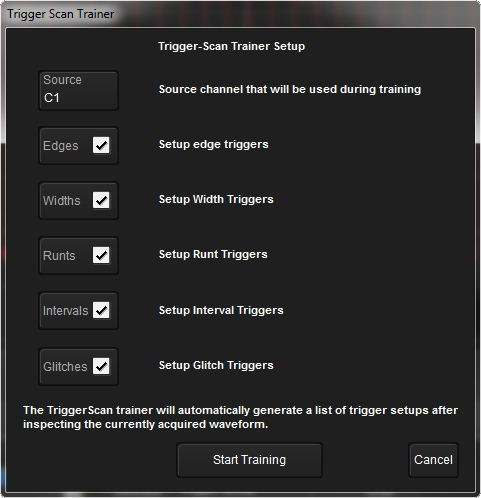 Trigger Scan Trainer
Trigger-Scan Trainer Setup
Source
C1
Source channel that will be used during training
Edges
Setup edge triggers
Widths
Setup Width Triggers
Runts
Setup Runt Triggers
Intervals
Setup Interval Triggers
Glitches
Setup Glitch Triggers
The TriggerScan trainer will automatically generate a list of trigger setups after
inspecting the currently acquired waveform.
Start Training
Cancel